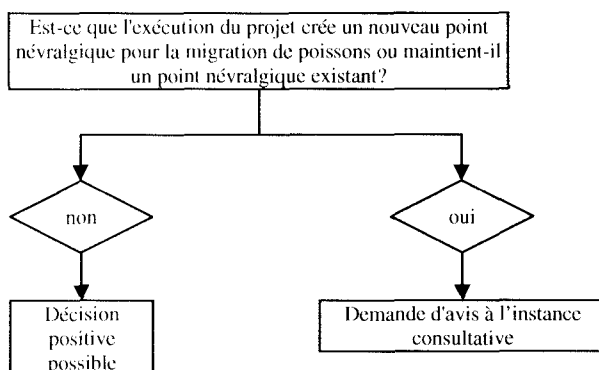 Est-ce que l'exécution du projet crée un nouveau point
névralgique pour la migration de poissons ou maintient-il
un point névralgique existant?
non
oui
Décision
positive
possible
Demande d'avis à l'instance
consultative